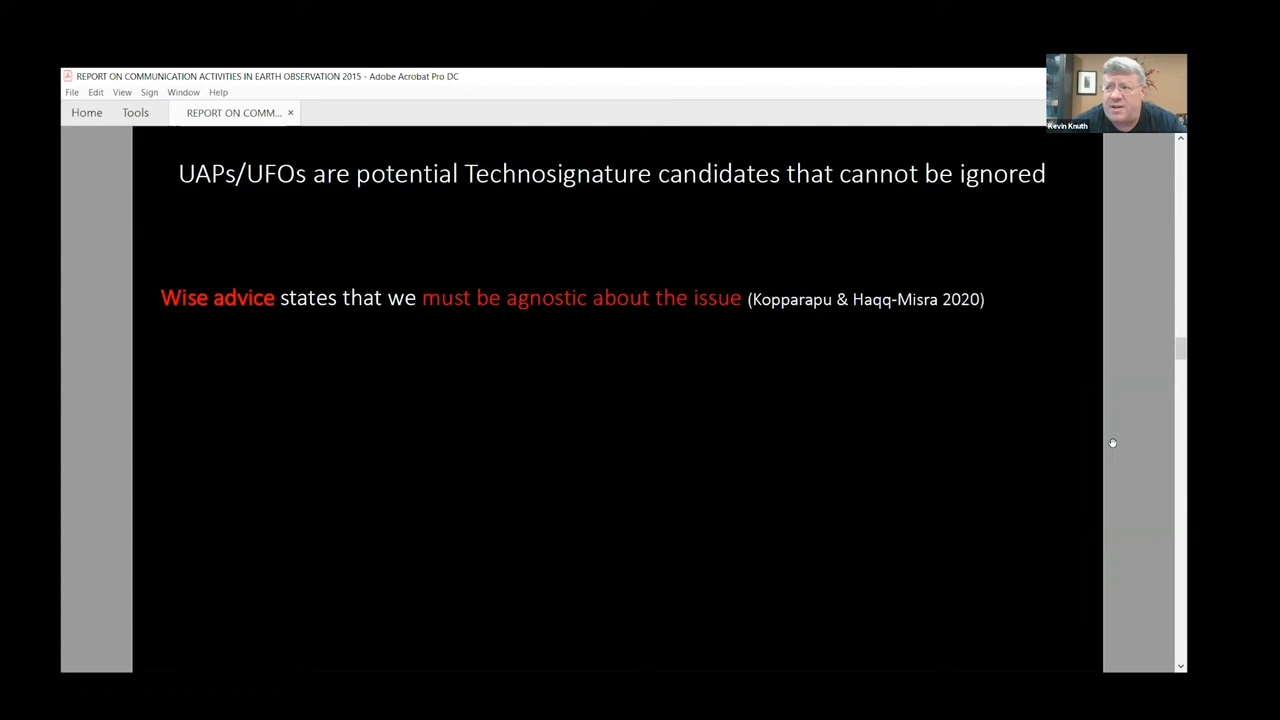 REPORT ON COMMUNICATION ACTIVITIES IN EARTH OBSERVATION 2015 - Adobe Acrobat Pro DC
File Edit View Sign Window Help
Home Tools REPORT ON COMM... ×
Kevin Knuth
UAPs/UFOs are potential Technosignature candidates that cannot be ignored
Wise advice states that we must be agnostic about the issue (Kopparapu & Haqq-Misra 2020)